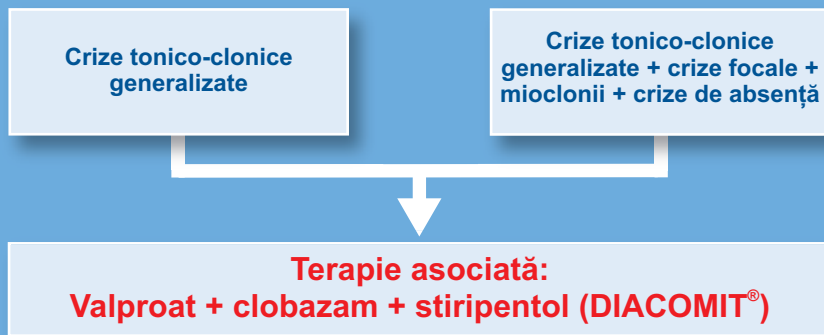 Crize tonico-clonice
generalizate
Crize tonico-clonice
generalizate + crize focale +
mioclonii + crize de absență
Terapie asociată:
Valproat + clobazam + stiripentol (DIACOMIT®)